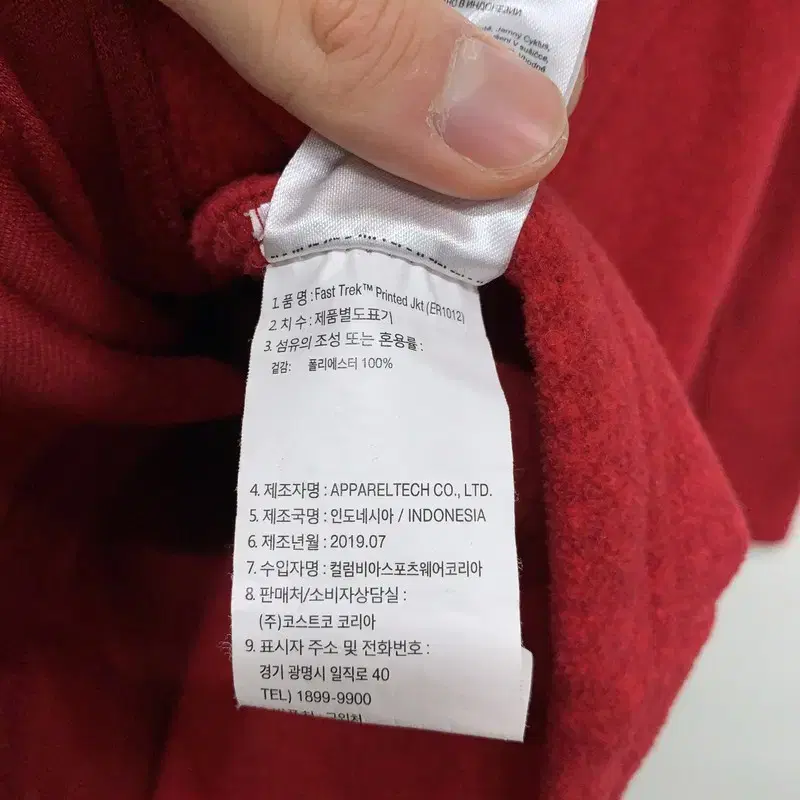 в ИНДОНЕЗИИ
Jemný Cyklus,
1. 품 명 : Fast Trek™ Printed Jkt (ER1012)
2. 치 수 : 제품별도표기
3. 섬유의 조성 또는 혼용률 :
겉감: 폴리에스터 100%
4. 제조자명 : APPARELTECH CO., LTD.
5. 제조국명 : 인도네시아 / INDONESIA
6. 제조년월 : 2019.07
7. 수입자명 : 컬럼비아스포츠웨어코리아
8. 판매처/소비자상담실 :
(주)코스트코 코리아
9. 표시자 주소 및 전화번호 :
경기 광명시 일직로 40
TEL) 1899-9900